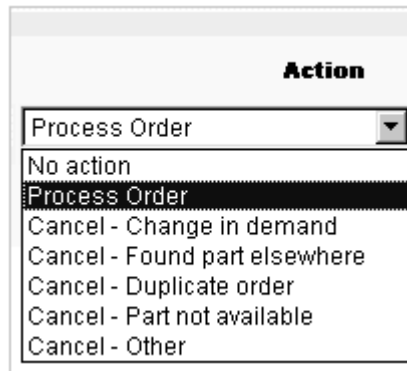 Action
Process Order
No action
Process Order
Cancel - Change in demand
Cancel - Found part elsewhere
Cancel - Duplicate order
Cancel - Part not available
Cancel - Other